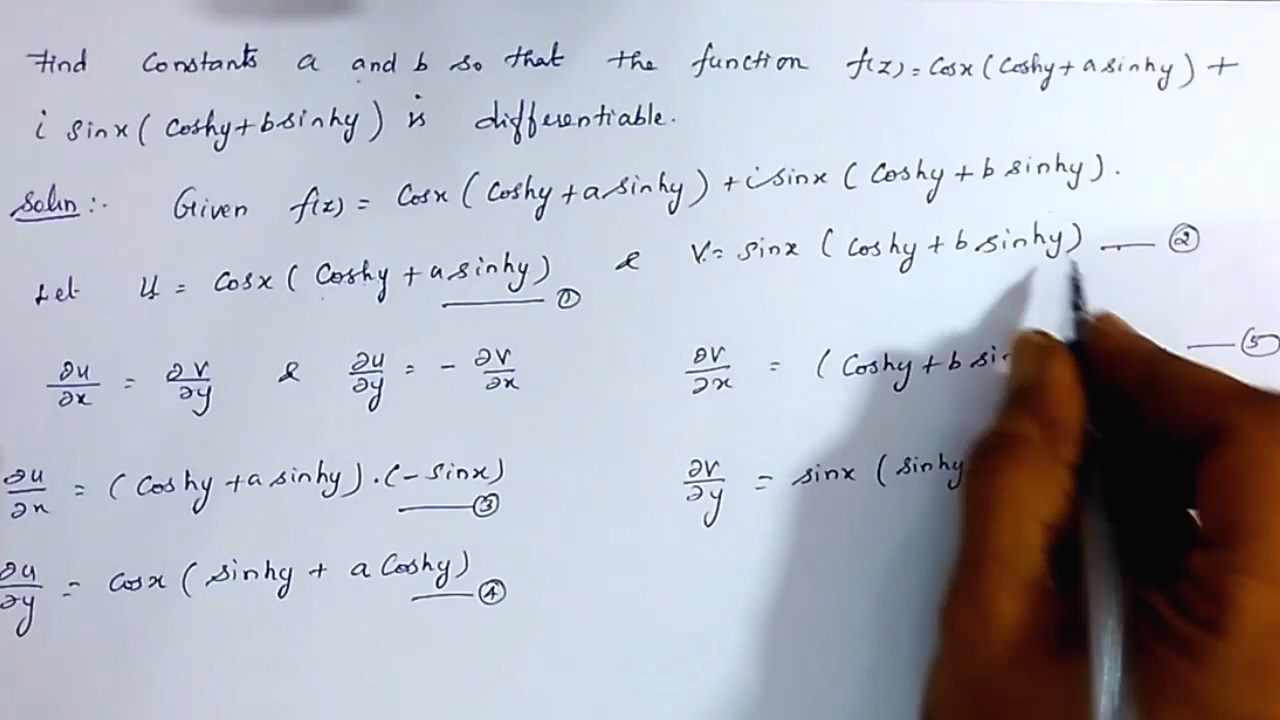 Find constants a and b so that the function f(z) = cosx (coshy + a sinhy) +
i sinx ( coshy + b sinhy ) is differentiable.
Soln :- Given f(z) = cosx (coshy + a sinhy) + i sinx ( coshy + b sinhy ).
Let u = cosx ( coshy + a sinhy) — ① & v = sinx ( coshy + b sinhy) — ②
∂u/∂x = ∂v/∂y & ∂u/∂y = - ∂v/∂x
∂v/∂x = ( coshy + b — ⑤
∂u/∂x = (coshy + a sinhy) . (- sinx) — ③
∂v/∂y = sinx ( sinhy
∂u/∂y = cosx ( sinhy + a coshy) — ④